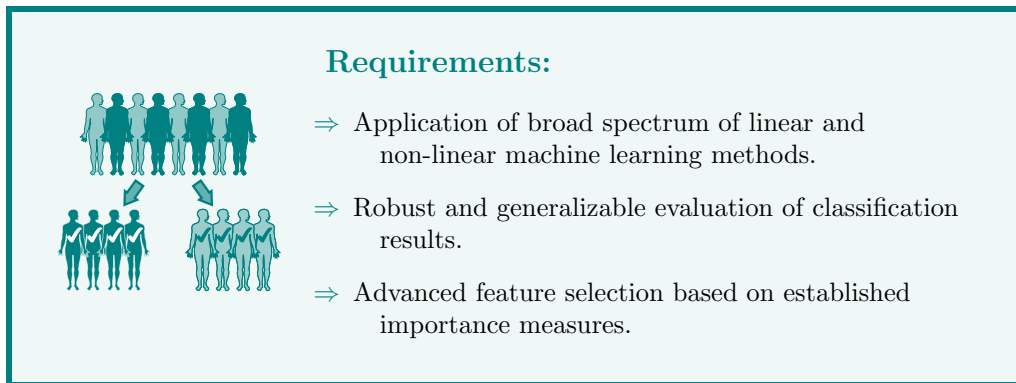 Requirements:
⇒ Application of broad spectrum of linear and
non-linear machine learning methods.
⇒ Robust and generalizable evaluation of classification
results.
⇒ Advanced feature selection based on established
importance measures.